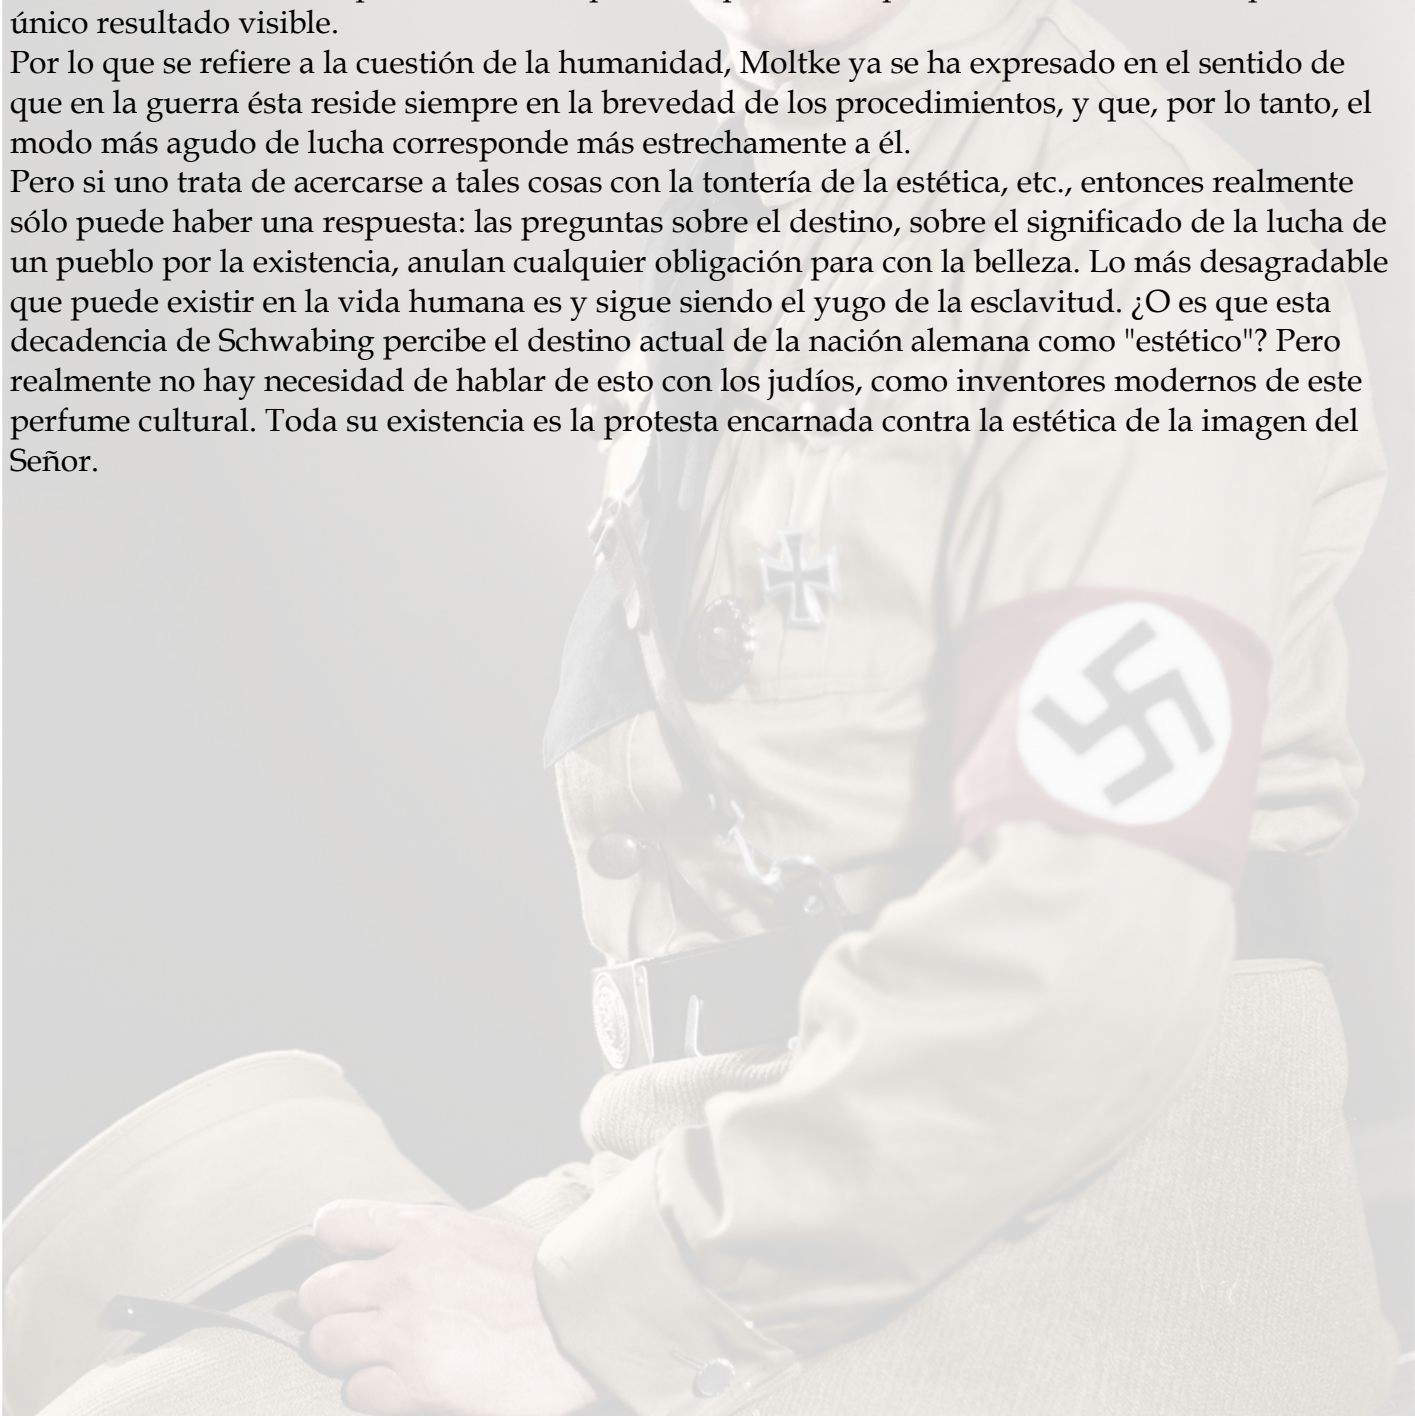 único resultado visible.
Por lo que se refiere a la cuestión de la humanidad, Moltke ya se ha expresado en el sentido de
que en la guerra ésta reside siempre en la brevedad de los procedimientos, y que, por lo tanto, el
modo más agudo de lucha corresponde más estrechamente a él.
Pero si uno trata de acercarse a tales cosas con la tontería de la estética, etc., entonces realmente
sólo puede haber una respuesta: las preguntas sobre el destino, sobre el significado de la lucha de
un pueblo por la existencia, anulan cualquier obligación para con la belleza. Lo más desagradable
que puede existir en la vida humana es y sigue siendo el yugo de la esclavitud. ¿O es que esta
decadencia de Schwabing percibe el destino actual de la nación alemana como "estético"? Pero
realmente no hay necesidad de hablar de esto con los judíos, como inventores modernos de este
perfume cultural. Toda su existencia es la protesta encarnada contra la estética de la imagen del
Señor.